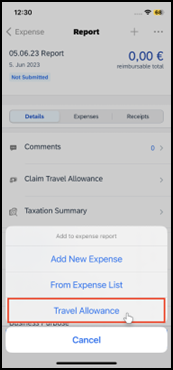 12:30
Expense
Report
05.06.23 Report
0,00 €
5. Jun 2023
reimbursable total
Not Submitted
Details
Expenses
Receipts
Comments
0
Claim Travel Allowance
Taxation Summary
Add to expense report
Add New Expense
From Expense List
Travel Allowance
Business Purpose
Cancel